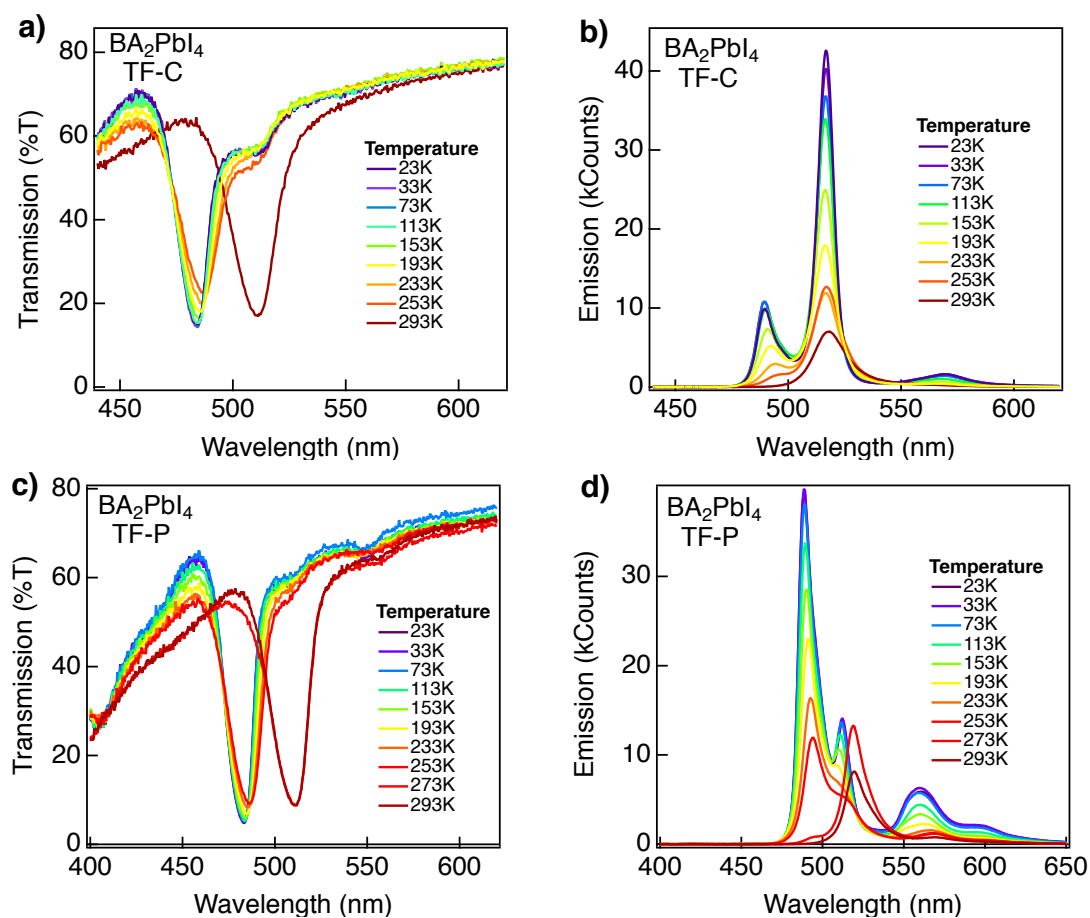 a)
BA₂PbI₄
TF-C
Transmission (%T)
80
60
40
20
0
Temperature
23K
33K
73K
113K
153K
193K
233K
253K
293K
450
500
550
600
Wavelength (nm)
b)
BA₂PbI₄
TF-C
Emission (kCounts)
40
30
20
10
0
Temperature
23K
33K
73K
113K
153K
193K
233K
253K
293K
450
500
550
600
Wavelength (nm)
c)
BA₂PbI₄
TF-P
Transmission (%T)
80
60
40
20
0
Temperature
23K
33K
73K
113K
153K
193K
233K
253K
273K
293K
400
450
500
550
600
Wavelength (nm)
d)
BA₂PbI₄
TF-P
Emission (kCounts)
30
20
10
0
Temperature
23K
33K
73K
113K
153K
193K
233K
253K
273K
293K
400
450
500
550
600
650
Wavelength (nm)